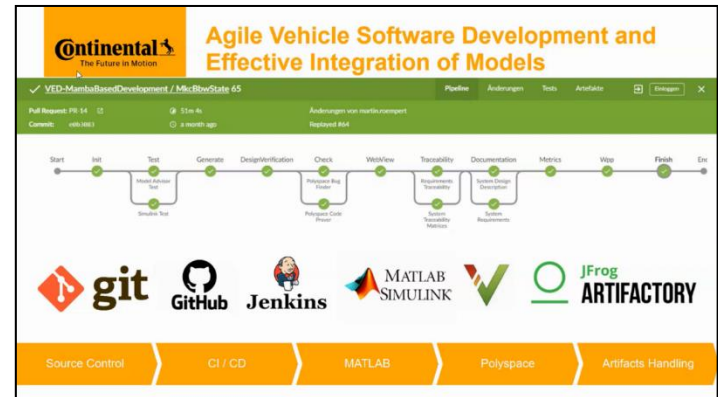 Continental
The Future in Motion
Agile Vehicle Software Development and
Effective Integration of Models
VED-MambaBasedDevelopment / MkcBbwState 65
Pipeline Änderungen Tests Artefakte Einloggen
Pull Request: PR-14 51m 4s Änderungen von martin.roempert
Commit: a month ago Replayed #64
Start Init Test Generate DesignVerification Check WebView Traceability Documentation Metrics Wpp Finish
Model Advisor
Test
Polyspace Bug
Finder
Requirements
Traceability
System Design
Description
Simulink Test
Polyspace Code
Prover
System
Traceability
Matrices
System
Requirements
git
GitHub
Jenkins
MATLAB
SIMULINK
JFrog
ARTIFACTORY
Source Control CI / CD MATLAB Polyspace Artifacts Handling